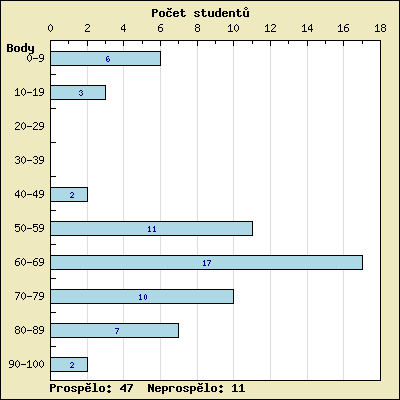 Počet studentů
0 2 4 6 8 10 12 14 16 18
Body
0-9 6
10-19 3
20-29
30-39
40-49 2
50-59 11
60-69 17
70-79 10
80-89 7
90-100 2
Prospělo: 47 Neprospělo: 11